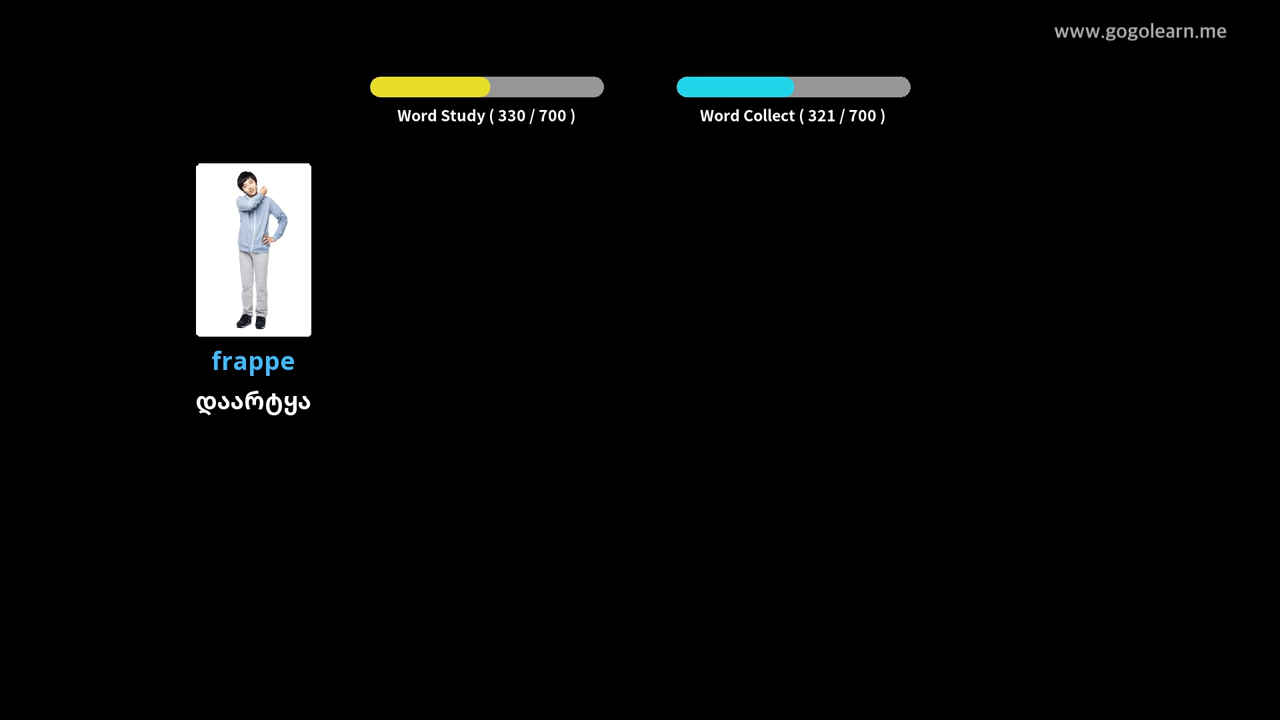 www.gogolearn.me
Word Study ( 330 / 700 )
Word Collect ( 321 / 700 )
frappe
დაარტყა